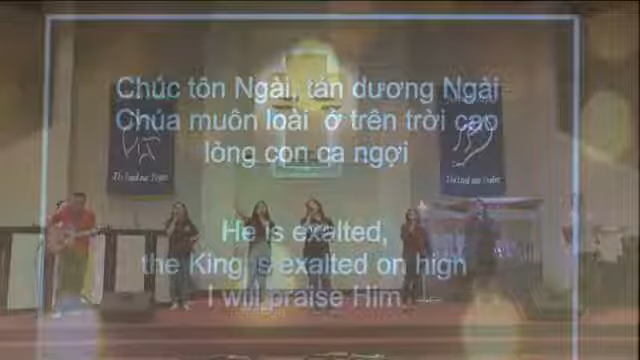 Chúc tôn Ngài, tán dương Ngài
Chúa muôn loài ở trên trời cao
lòng con ca ngợi
He is exalted,
the King is exalted on high
I will praise Him